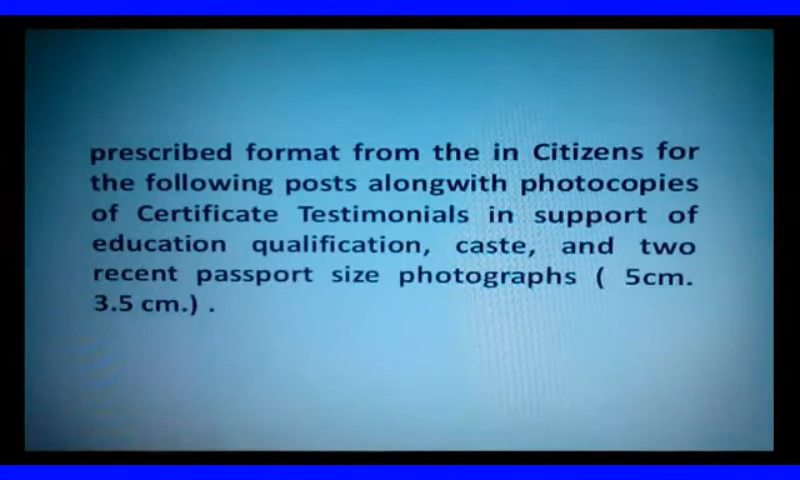 prescribed format from the in Citizens for
the following posts alongwith photocopies
of Certificate Testimonials in support of
education qualification, caste, and two
recent passport size photographs ( 5cm.
3.5 cm.) .